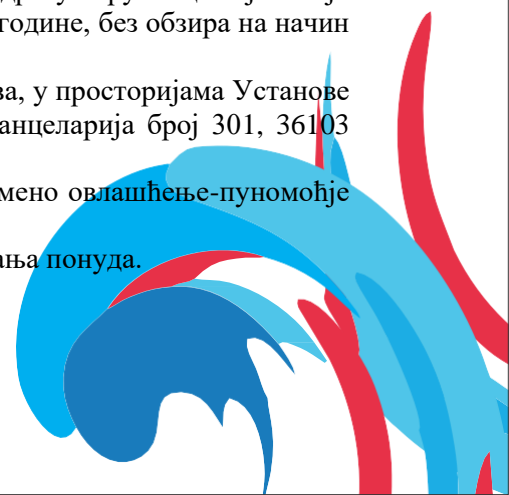 године, без обзира на начин
ва, у просторијама Установе
анцеларија број 301, 36103
мено овлашћење-пуномоћје
ања понуда.